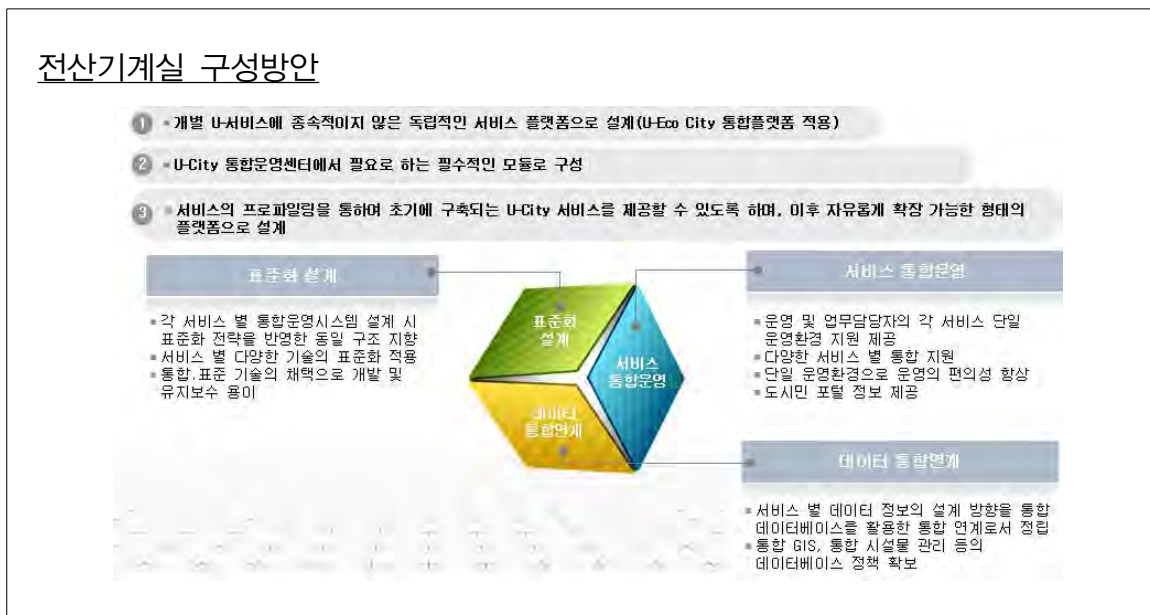 전산기계실 구성방안
1 ▪개별 U-서비스에 종속적이지 않은 독립적인 서비스 플랫폼으로 설계(U-Eco City 통합플랫폼 적용)
2 ▪U-City 통합운영센터에서 필요로 하는 필수적인 모듈로 구성
3 ▪서비스의 프로파일링을 통하여 초기에 구축되는 U-City 서비스를 제공할 수 있도록 하며, 이후 자유롭게 확장 가능한 형태의
플랫폼으로 설계
표준화 설계
▪각 서비스 별 통합운영시스템 설계 시
표준화 전략을 반영한 동일 구조 지향
▪서비스 별 다양한 기술의 표준화 적용
▪통합.표준 기술의 채택으로 개발 및
유지보수 용이
표준화
설계
서비스
통합운영
데이터
통합연계
서비스 통합운영
▪운영 및 업무담당자의 각 서비스 단일
운영환경 지원 제공
▪다양한 서비스 별 통합 지원
▪단일 운영환경으로 운영의 편의성 향상
▪도시민 포털 정보 제공
데이터 통합연계
▪서비스 별 데이터 정보의 설계 방향을 통합
데이터베이스를 활용한 통합 연계로서 정립
▪통합 GIS, 통합 시설물 관리 등의
데이터베이스 정책 확보